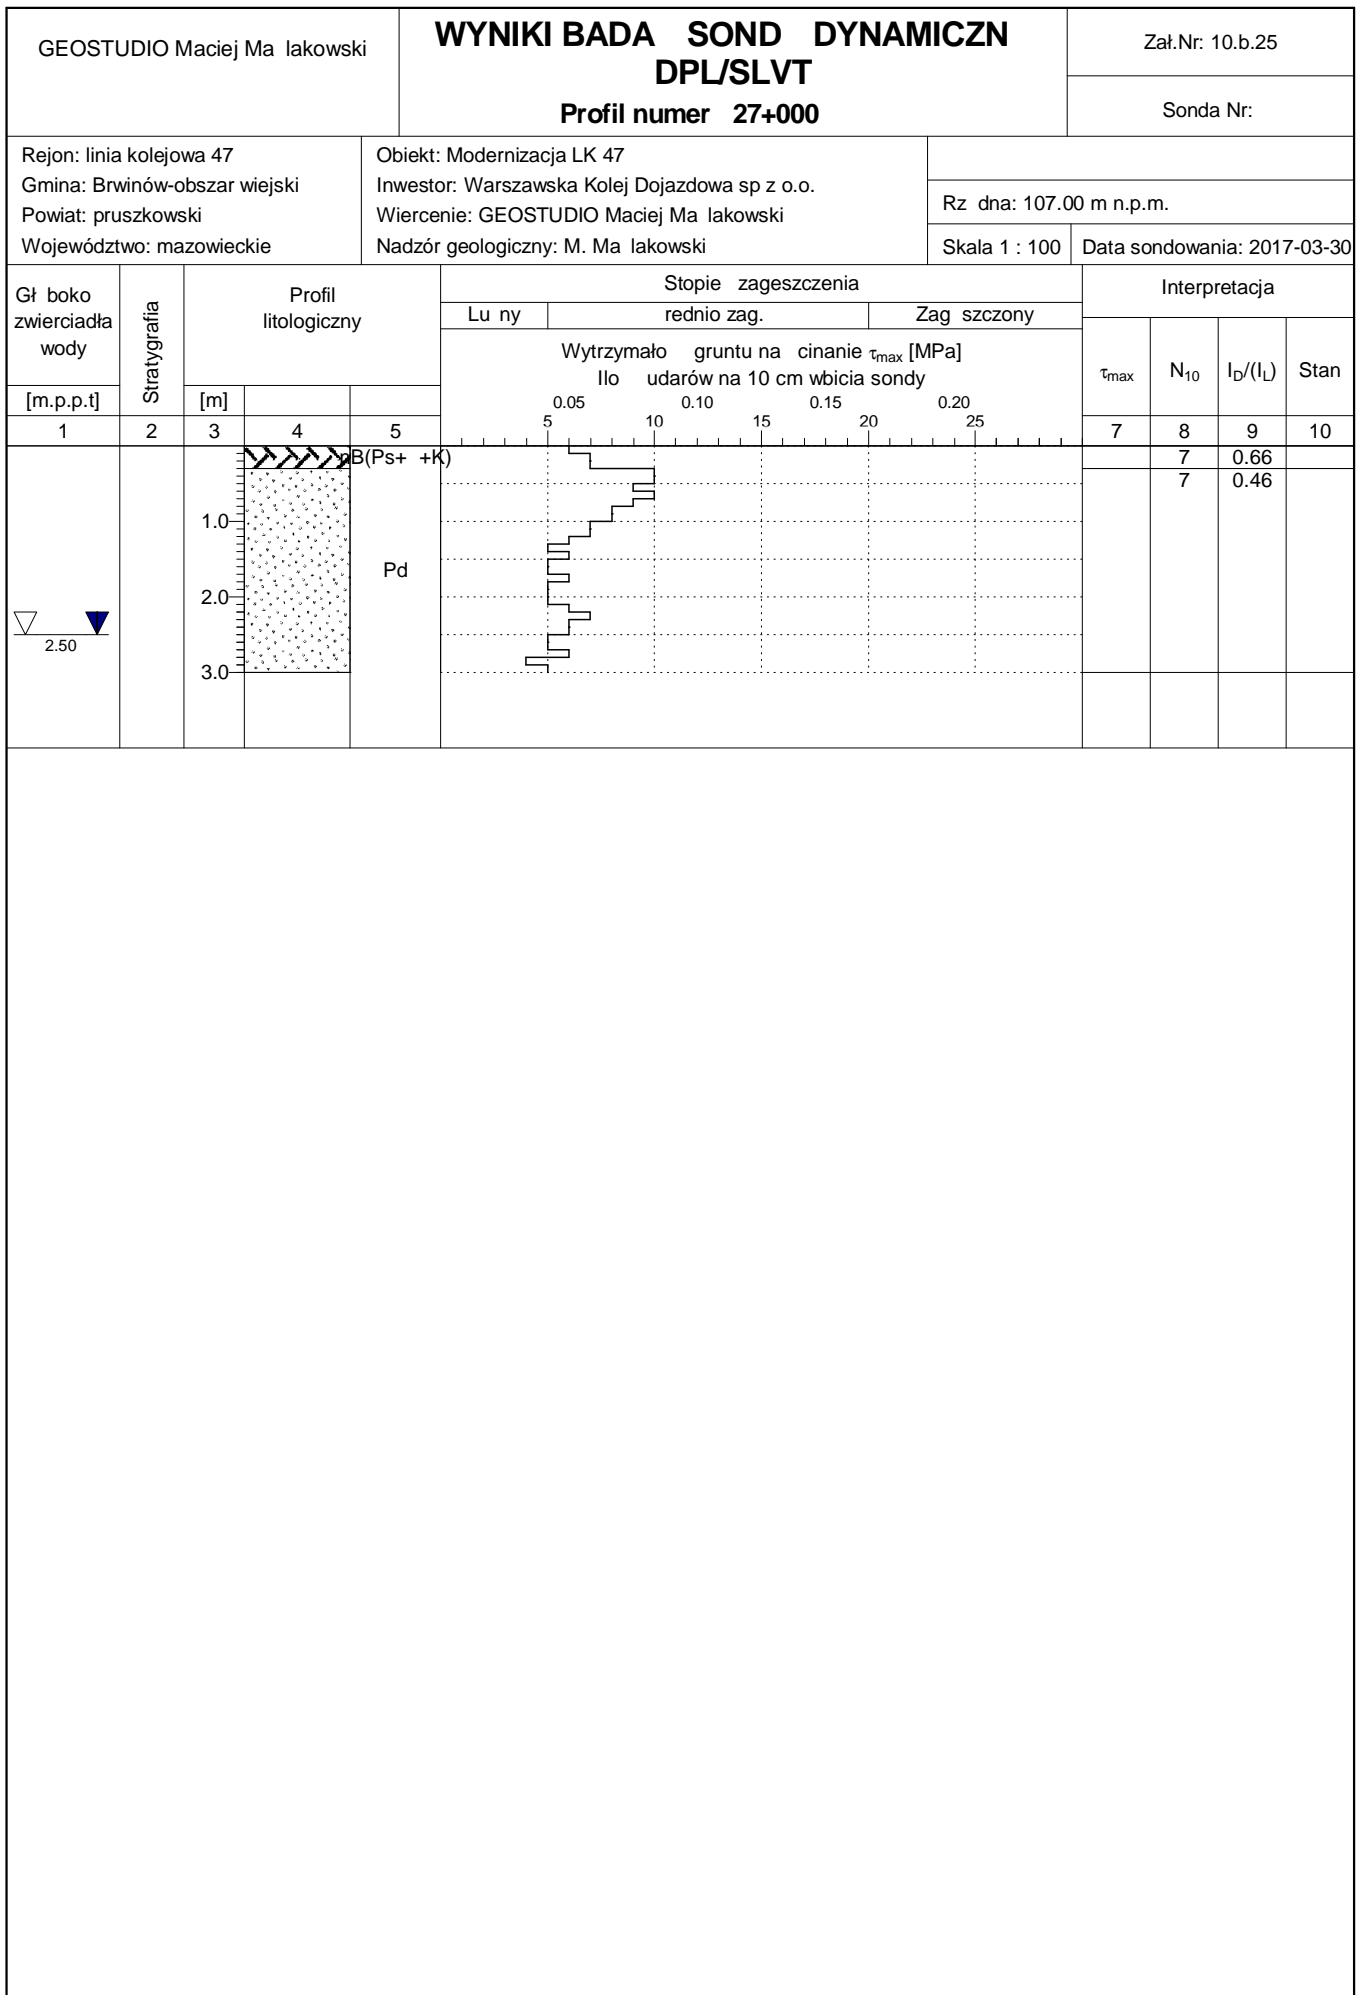 GEOSTUDIO Maciej Ma lakowski
WYNIKI BADA SOND DYNAMICZN
DPL/SLVT
Profil numer 27+000
Zał.Nr: 10.b.25
Sonda Nr:
Rejon: linia kolejowa 47
Gmina: Brwinów-obszar wiejski
Powiat: pruszkowski
Województwo: mazowieckie
Obiekt: Modernizacja LK 47
Inwestor: Warszawska Kolej Dojazdowa sp z o.o.
Wiercenie: GEOSTUDIO Maciej Ma lakowski
Nadzór geologiczny: M. Ma lakowski
Rz dna: 107.00 m n.p.m.
Skala 1 : 100
Data sondowania: 2017-03-30
Gł boko
zwierciadła
wody
[m.p.p.t]
Stratygrafia
Profil
litologiczny
[m]
Stopie zageszczenia
Lu ny
rednio zag.
Zag szczony
Wytrzymało gruntu na cinanie τmax [MPa]
Ilo udarów na 10 cm wbicia sondy
0.05 0.10 0.15 0.20
5 10 15 20 25
Interpretacja
τmax
N10
ID/(IL)
Stan
1 2 3 4 5 7 8 9 10
nB(Ps+ +K)
7 0.66
7 0.46
1.0
Pd
2.0
2.50
3.0